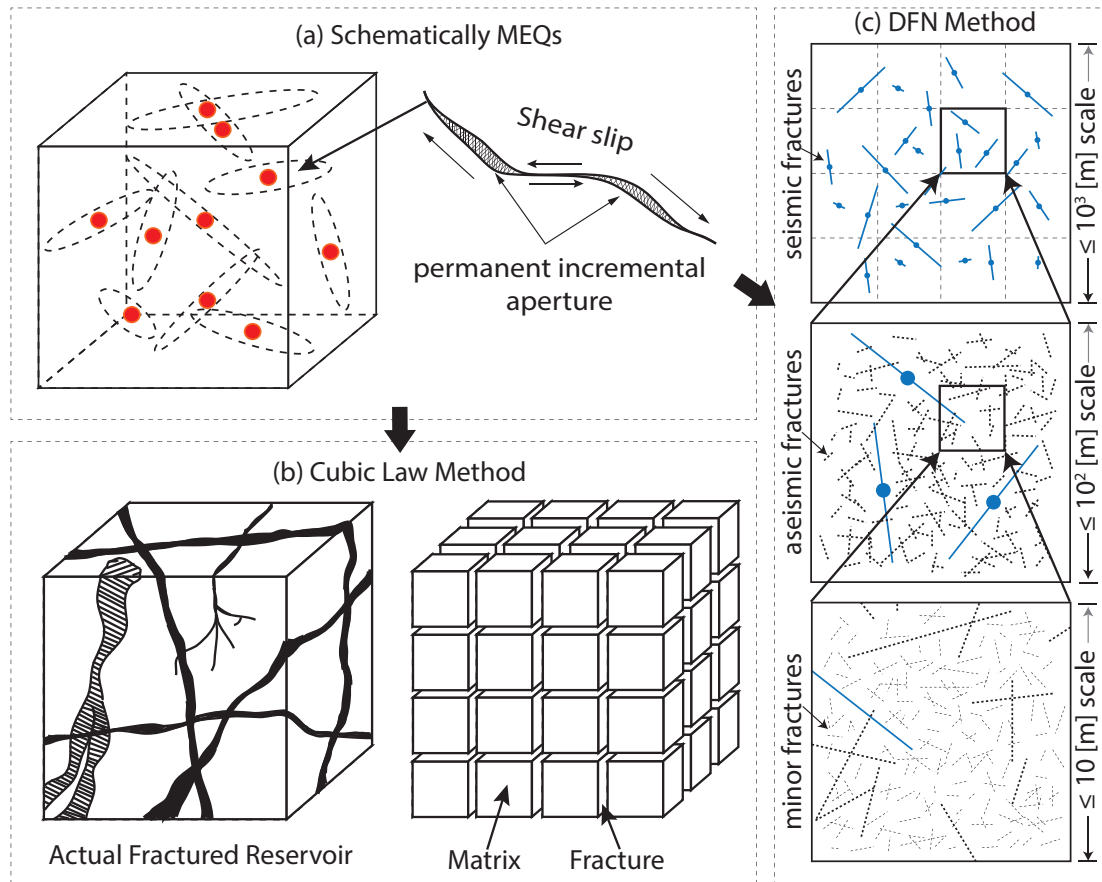 (a) Schematically MEQs
Shear slip
permanent incremental
aperture
(b) Cubic Law Method
Actual Fractured Reservoir
Matrix
Fracture
(c) DFN Method
seismic fractures
≤ 10³ [m] scale
aseismic fractures
≤ 10² [m] scale
minor fractures
≤ 10 [m] scale